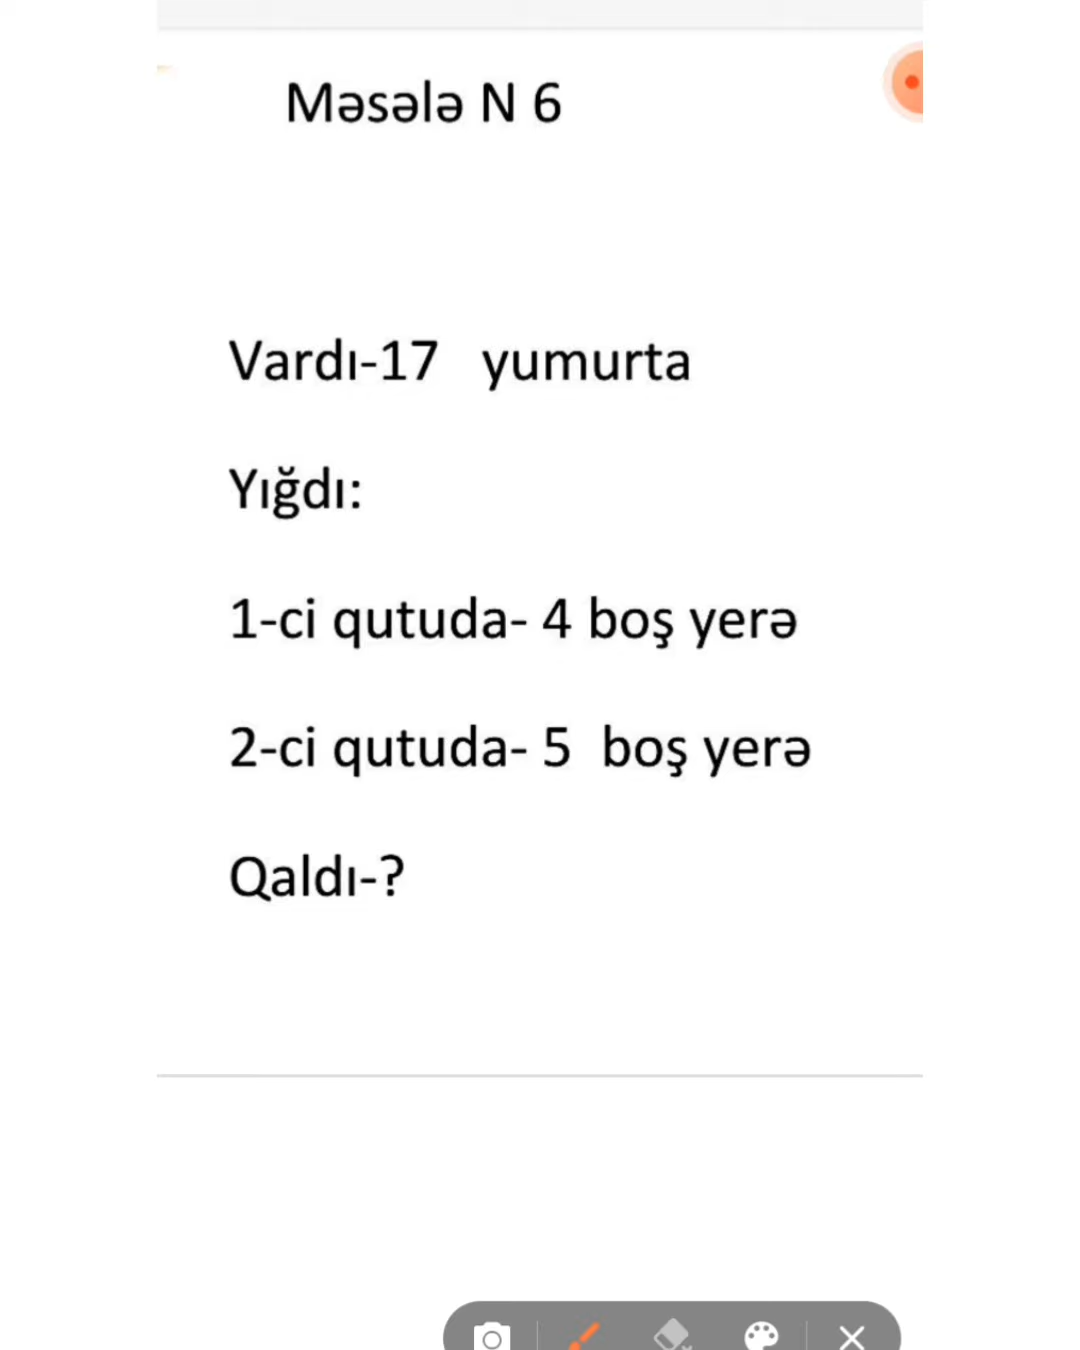 Məsələ N 6
Vardı-17 yumurta
Yığdı:
1-ci qutuda- 4 boş yerə
2-ci qutuda- 5 boş yerə
Qaldı-?